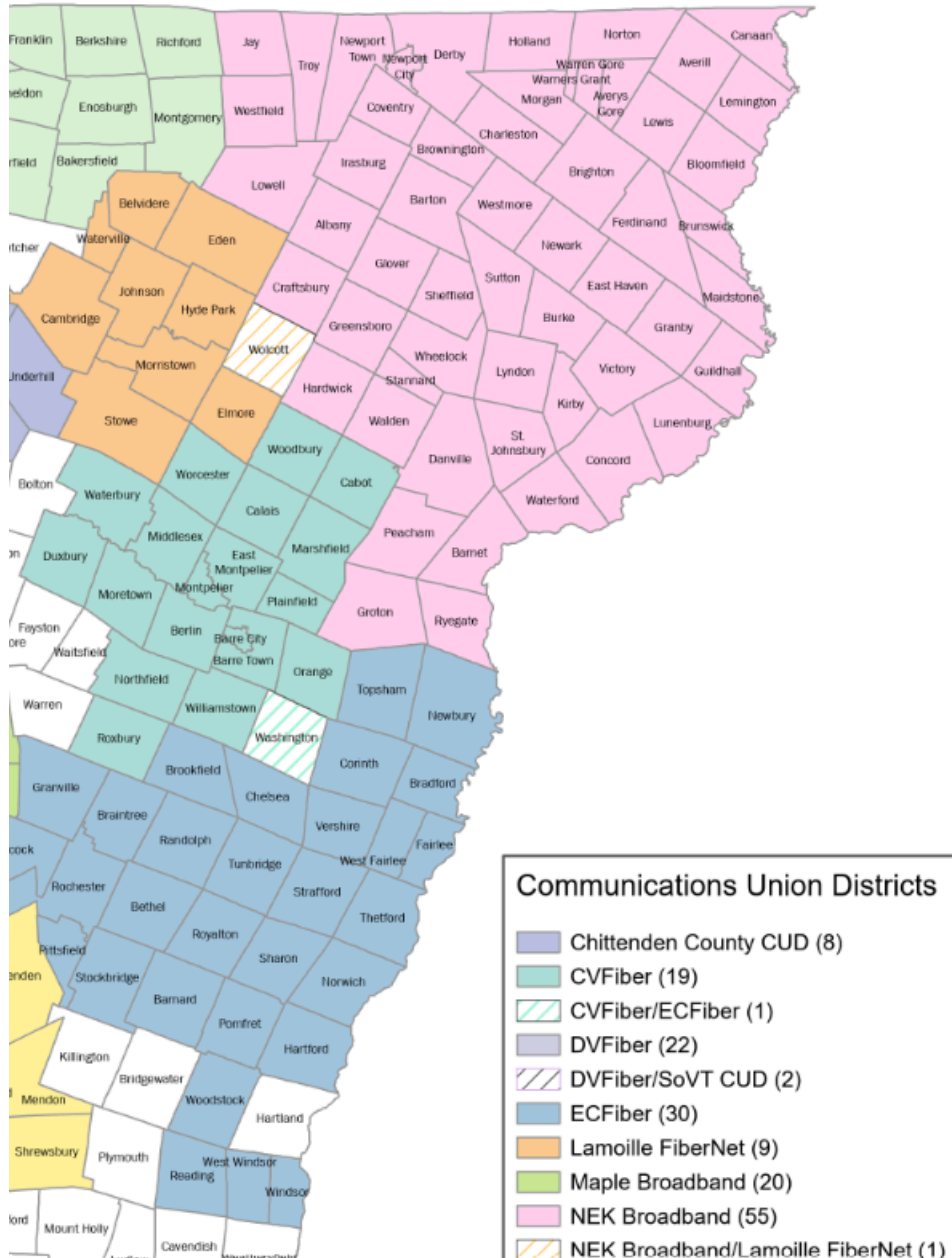 Franklin
Berkshire
Richford
Jay
Troy
Newport
Town
Newport
City
Derby
Holland
Norton
Canaan
Averill
Warren Gore
Warners Grant
Morgan
Averys
Gore
Lewis
Lemington
Enosburgh
Montgomery
Westfield
Coventry
Charleston
Brownington
Irasburg
Brighton
Bloomfield
Bakersfield
Lowell
Barton
Westmore
Belvidere
Waterville
Eden
Albany
Ferdinand
Brunswick
Newark
Glover
Sutton
East Haven
Maidstone
Johnson
Hyde Park
Craftsbury
Sheffield
Cambridge
Greensboro
Burke
Granby
Wolcott
Wheelock
Morristown
Stannard
Lyndon
Victory
Guildhall
Underhill
Hardwick
Kirby
Stowe
Elmore
Walden
Lunenburg
Woodbury
Danville
St.
Johnsbury
Concord
Bolton
Worcester
Cabot
Waterbury
Calais
Waterford
Middlesex
Peacham
Marshfield
Barnet
Duxbury
East
Montpelier
Montpelier
Moretown
Plainfield
Groton
Ryegate
Fayston
Waitsfield
Berlin
Barre City
Barre Town
Orange
Northfield
Topsham
Warren
Williamstown
Newbury
Roxbury
Washington
Corinth
Brookfield
Granville
Chelsea
Bradford
Braintree
Vershire
Randolph
West Fairlee
Fairlee
Tunbridge
Rochester
Strafford
Bethel
Thetford
Royalton
Pittsfield
Sharon
Stockbridge
Norwich
Barnard
Pomfret
Hartford
Killington
Bridgewater
Mendon
Woodstock
Hartland
Shrewsbury
Plymouth
West Windsor
Reading
Windsor
Mount Holly
Cavendish
Communications Union Districts
Chittenden County CUD (8)
CVFiber (19)
CVFiber/ECFiber (1)
DVFiber (22)
DVFiber/SoVT CUD (2)
ECFiber (30)
Lamoille FiberNet (9)
Maple Broadband (20)
NEK Broadband (55)
NEK Broadband/Lamoille FiberNet (1)